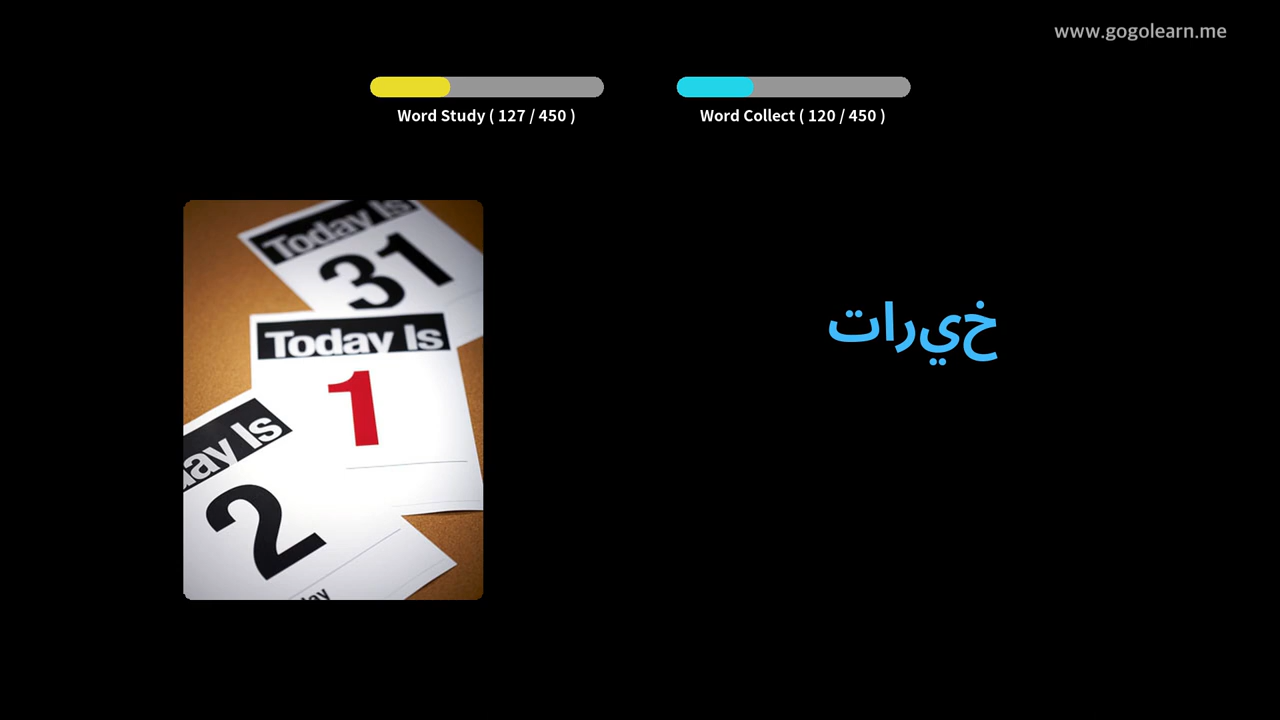 www.gogolearn.me
Word Study ( 127 / 450 )
Word Collect ( 120 / 450 )
Today Is
31
Today Is
1
ay Is
2
خيرات